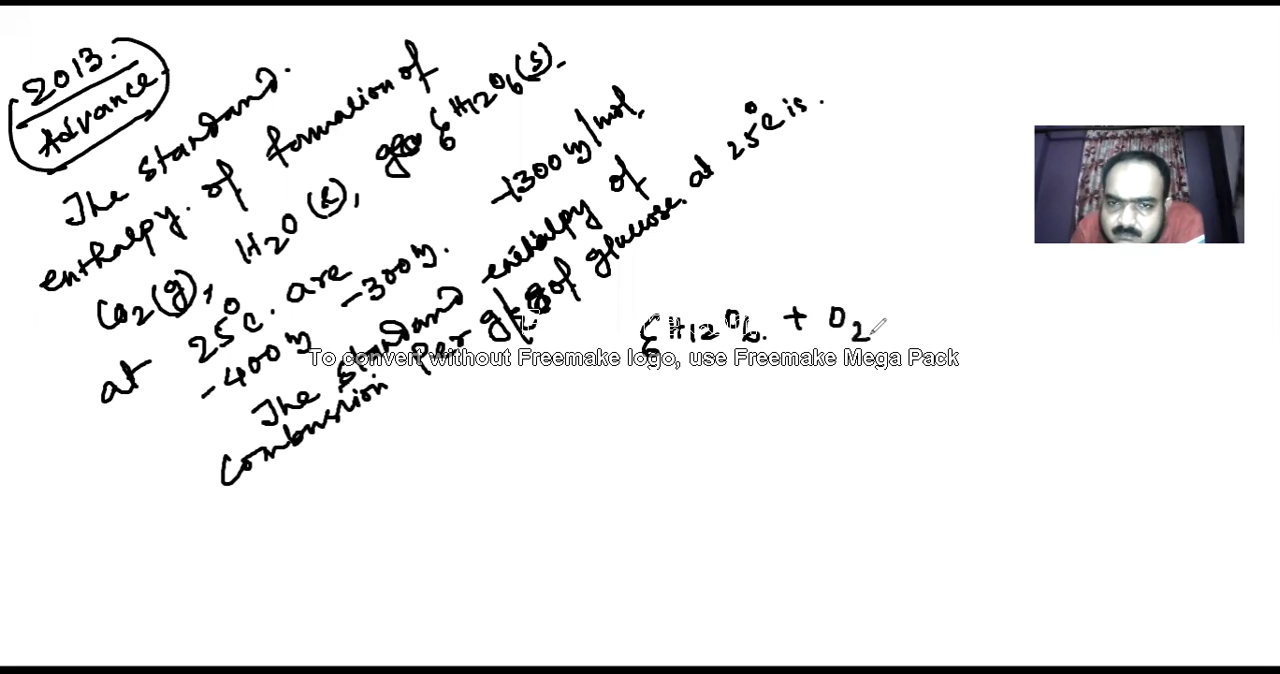 2013.
Advance
The standard.
enthalpy. of formation of
CO2(g), H2O(l), C6H12O6(s).
at 25°C. are
-400 kJ -300 kJ. -1300 kJ/mol.
The standard enthalpy of
combustion per of glucose. at 25°C is.
C6H12O6. + O2
To convert without Freemake logo, use Freemake Mega Pack